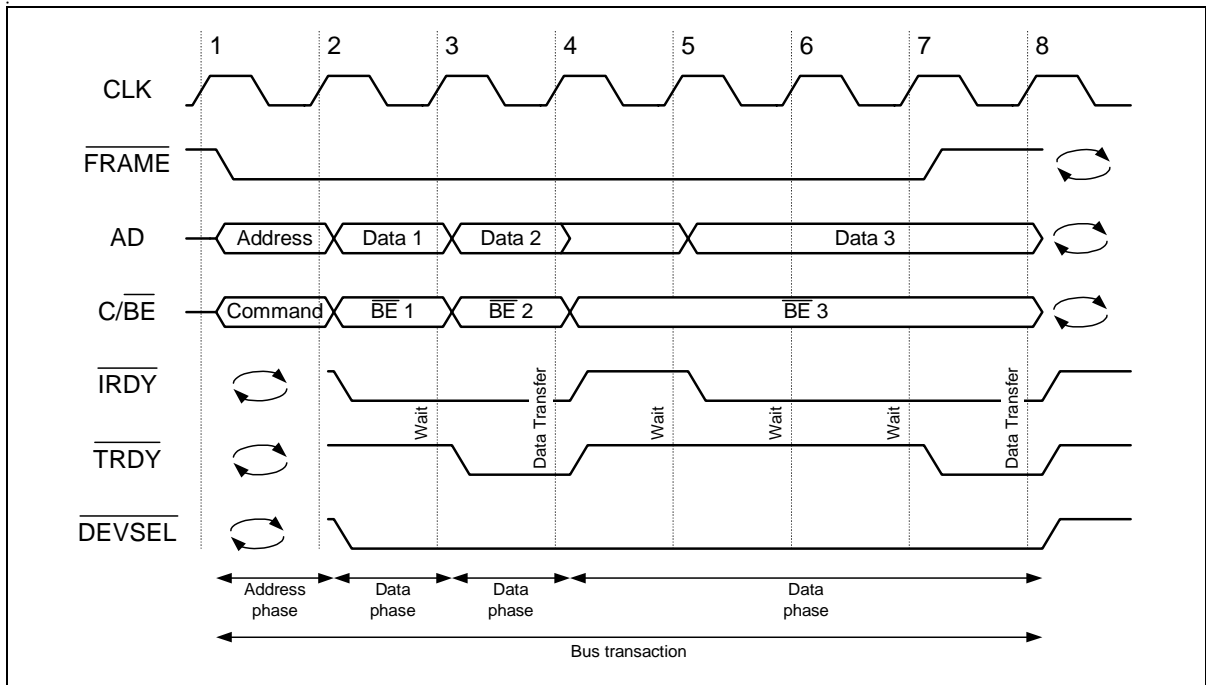 1 2 3 4 5 6 7 8
CLK
FRAME
AD Address Data 1 Data 2 Data 3
C/BE Command BE 1 BE 2 BE 3
IRDY
Wait Data Transfer Wait Wait Wait Data Transfer
TRDY
DEVSEL
Address Data Data Data
phase phase phase phase
Bus transaction